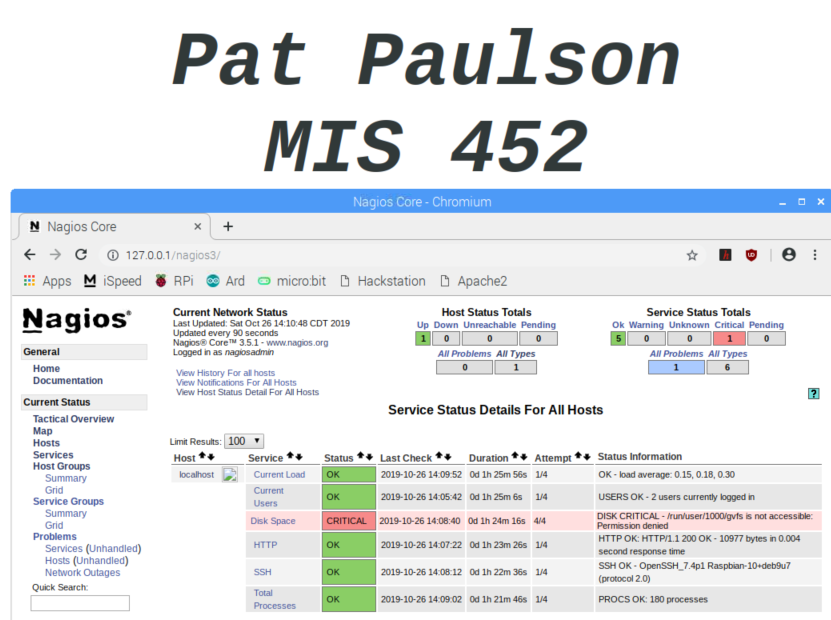 Pat Paulson
MIS 452
Nagios Core - Chromium
Nagios Core
127.0.0.1/nagios3/
Apps iSpeed RPi Ard micro:bit Hackstation Apache2
Nagios®
General
Home
Documentation
Current Status
Tactical Overview
Map
Hosts
Services
Host Groups
Summary
Grid
Service Groups
Summary
Grid
Problems
Services (Unhandled)
Hosts (Unhandled)
Network Outages
Quick Search:
Current Network Status
Last Updated: Sat Oct 26 14:10:48 CDT 2019
Updated every 90 seconds
Nagios® Core™ 3.5.1 - www.nagios.org
Logged in as nagiosadmin
View History For all hosts
View Notifications For All Hosts
View Host Status Detail For All Hosts
Host Status Totals
Up Down Unreachable Pending
1 0 0 0
All Problems All Types
0 1
Service Status Totals
Ok Warning Unknown Critical Pending
5 0 0 1 0
All Problems All Types
1 6
?
Service Status Details For All Hosts
Limit Results: 100
Host Service Status Last Check Duration Attempt Status Information
localhost Current Load OK 2019-10-26 14:09:52 0d 1h 25m 56s 1/4 OK - load average: 0.15, 0.18, 0.30
Current Users OK 2019-10-26 14:05:42 0d 1h 25m 6s 1/4 USERS OK - 2 users currently logged in
Disk Space CRITICAL 2019-10-26 14:08:40 0d 1h 24m 16s 4/4 DISK CRITICAL - /run/user/1000/gvfs is not accessible: Permission denied
HTTP OK 2019-10-26 14:07:22 0d 1h 23m 26s 1/4 HTTP OK: HTTP/1.1 200 OK - 10977 bytes in 0.004 second response time
SSH OK 2019-10-26 14:08:12 0d 1h 22m 36s 1/4 SSH OK - OpenSSH_7.4p1 Raspbian-10+deb9u7 (protocol 2.0)
Total Processes OK 2019-10-26 14:09:02 0d 1h 21m 46s 1/4 PROCS OK: 180 processes